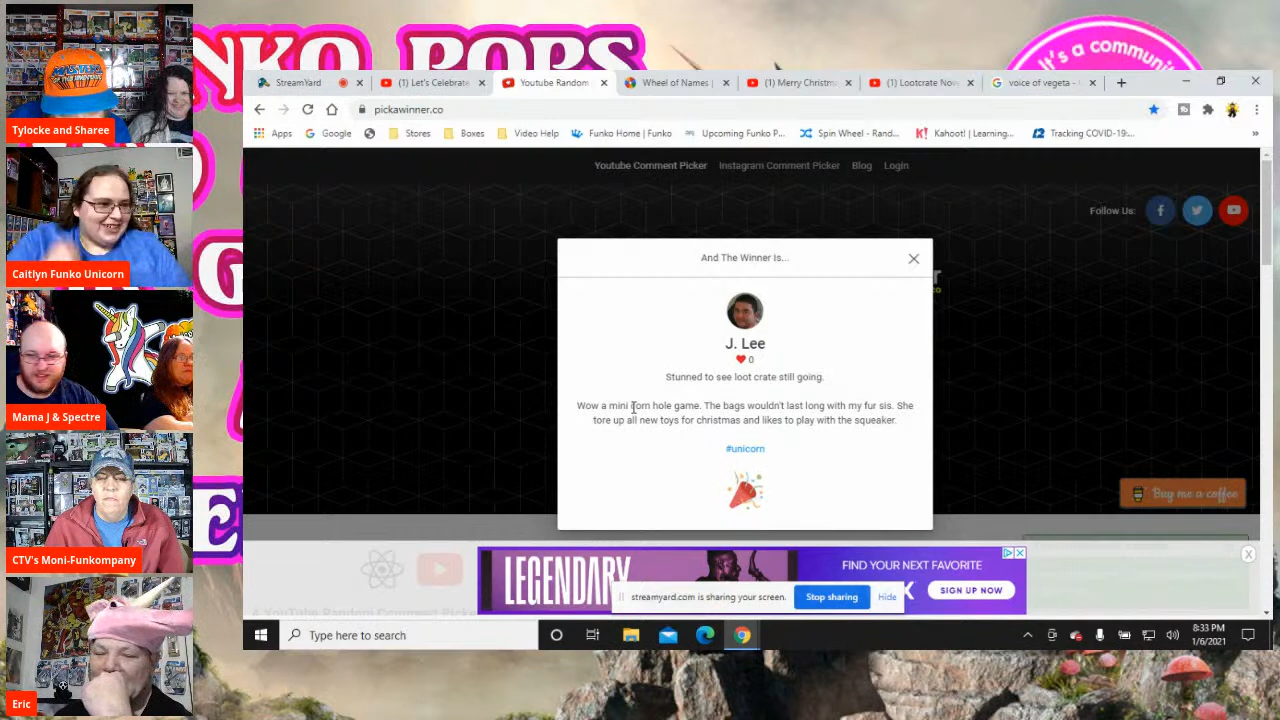 NKO POPS
It's a commun
Tylocke and Sharee
Caitlyn Funko Unicorn
Mama J & Spectre
CTV's Moni-Funkompany
Eric
StreamYard
(1) Let's Celebrate
Youtube Random
Wheel of Names |
(1) Merry Christ
(1) Lootcrate Nov
voice of vegeta -
pickawinner.co
Apps
Google
Stores
Boxes
Video Help
Funko Home | Funko
Upcoming Funko P...
Spin Wheel - Rand...
Kahoot! | Learning...
Tracking COVID-19:...
Youtube Comment Picker
Instagram Comment Picker
Blog
Login
Follow Us:
And The Winner Is...
J. Lee
0
Stunned to see loot crate still going.
Wow a mini corn hole game. The bags wouldn't last long with my fur sis. She
tore up all new toys for christmas and likes to play with the squeaker.
#unicorn
Buy me a coffee
LEGENDARY
FIND YOUR NEXT FAVORITE
SIGN UP NOW
streamyard.com is sharing your screen.
Stop sharing
Hide
Type here to search
8:33 PM
1/6/2021